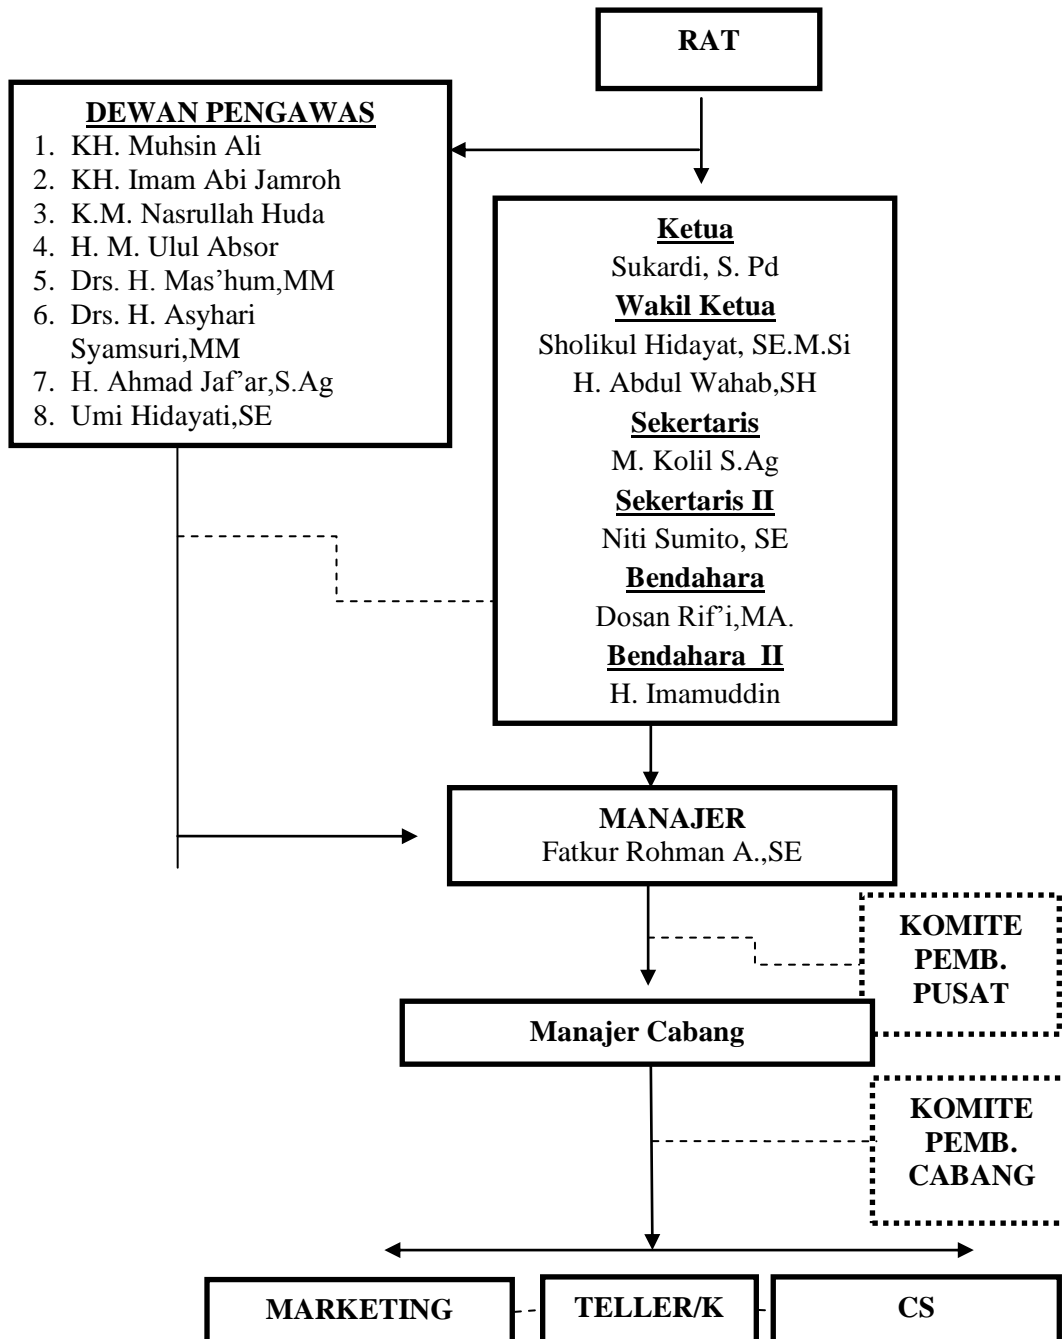 RAT
DEWAN PENGAWAS
1. KH. Muhsin Ali
2. KH. Imam Abi Jamroh
3. K.M. Nasrullah Huda
4. H. M. Ulul Absor
5. Drs. H. Mas’hum,MM
6. Drs. H. Asyhari
Syamsuri,MM
7. H. Ahmad Jaf’ar,S.Ag
8. Umi Hidayati,SE
Ketua
Sukardi, S. Pd
Wakil Ketua
Sholikul Hidayat, SE.M.Si
H. Abdul Wahab,SH
Sekertaris
M. Kolil S.Ag
Sekertaris II
Niti Sumito, SE
Bendahara
Dosan Rif’i,MA.
Bendahara II
H. Imamuddin
MANAJER
Fatkur Rohman A.,SE
KOMITE
PEMB.
PUSAT
Manajer Cabang
KOMITE
PEMB.
CABANG
MARKETING
TELLER/K
CS